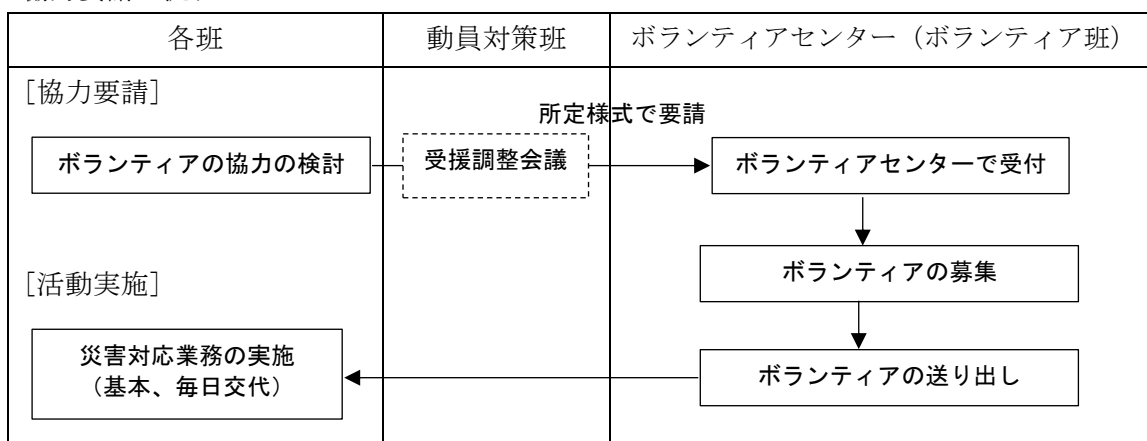 各班
動員対策班
ボランティアセンター（ボランティア班）
［協力要請］
所定様式で要請
ボランティアの協力の検討
受援調整会議
ボランティアセンターで受付
ボランティアの募集
［活動実施］
災害対応業務の実施
（基本、毎日交代）
ボランティアの送り出し